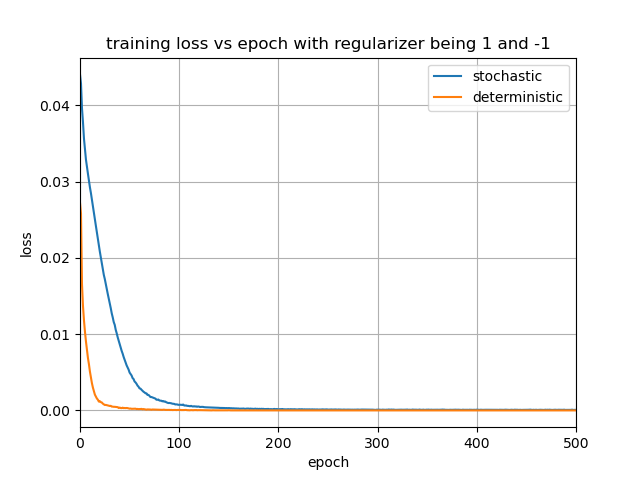 training loss vs epoch with regularizer being 1 and -1
stochastic
deterministic
0.04
0.03
0.02
0.01
0.00
loss
0 100 200 300 400 500
epoch